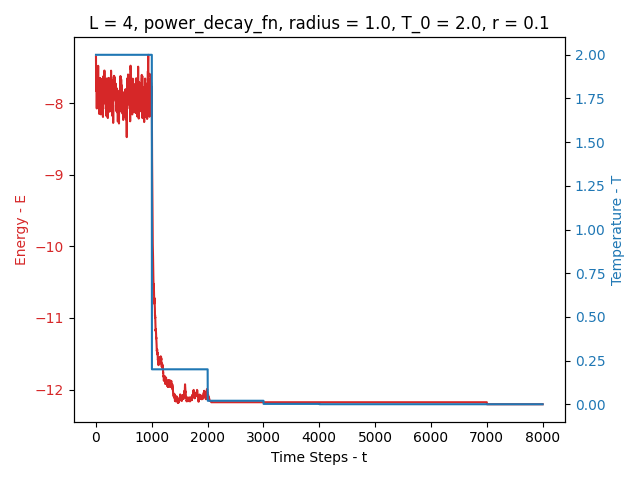 L = 4, power_decay_fn, radius = 1.0, T_0 = 2.0, r = 0.1
Energy - E
−8
−9
−10
−11
−12
2.00
1.75
1.50
1.25
1.00
0.75
0.50
0.25
0.00
Temperature - T
0 1000 2000 3000 4000 5000 6000 7000 8000
Time Steps - t